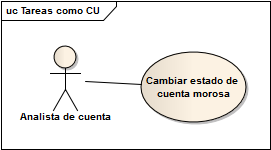 uc Tareas como CU
Cambiar estado de
cuenta morosa
Analista de cuenta